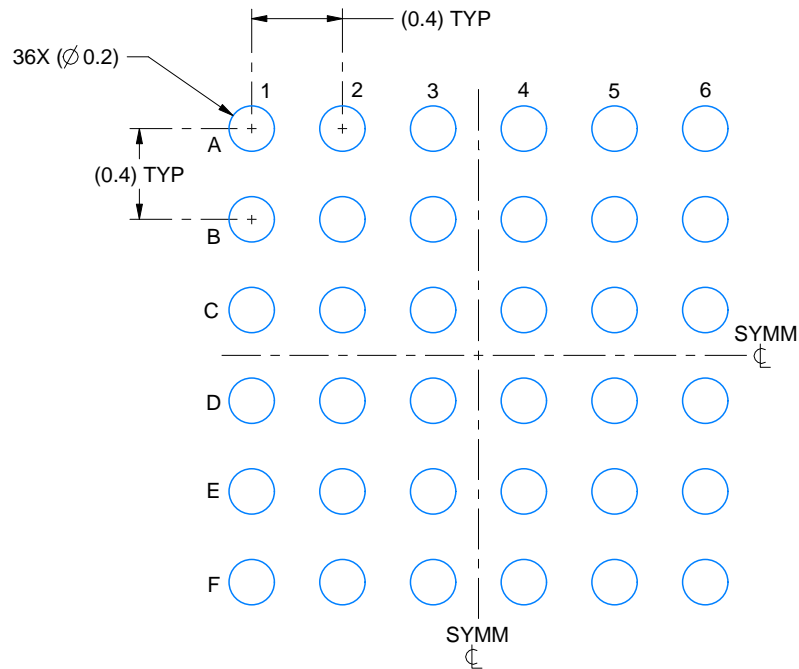 (0.4) TYP
36X (∅ 0.2)
1 2 3 4 5 6
A
(0.4) TYP
B
C
SYMM
℄
D
E
F
SYMM
℄